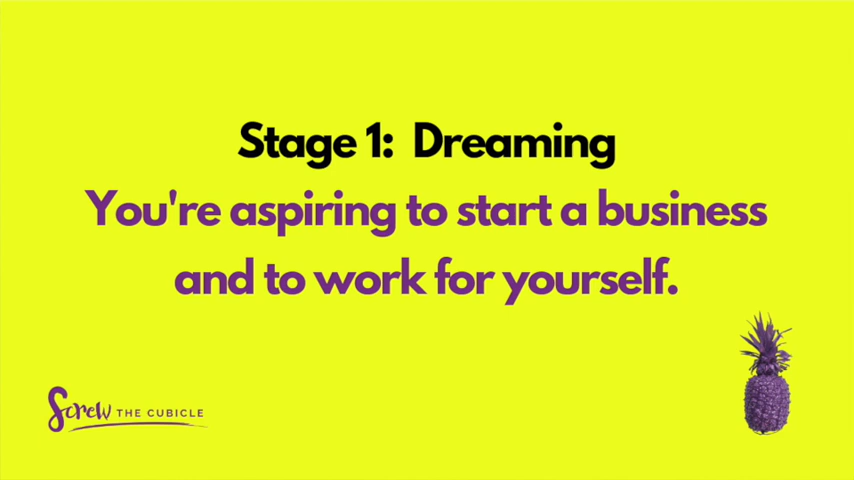 Stage 1: Dreaming
You're aspiring to start a business
and to work for yourself.
Screw THE CUBICLE